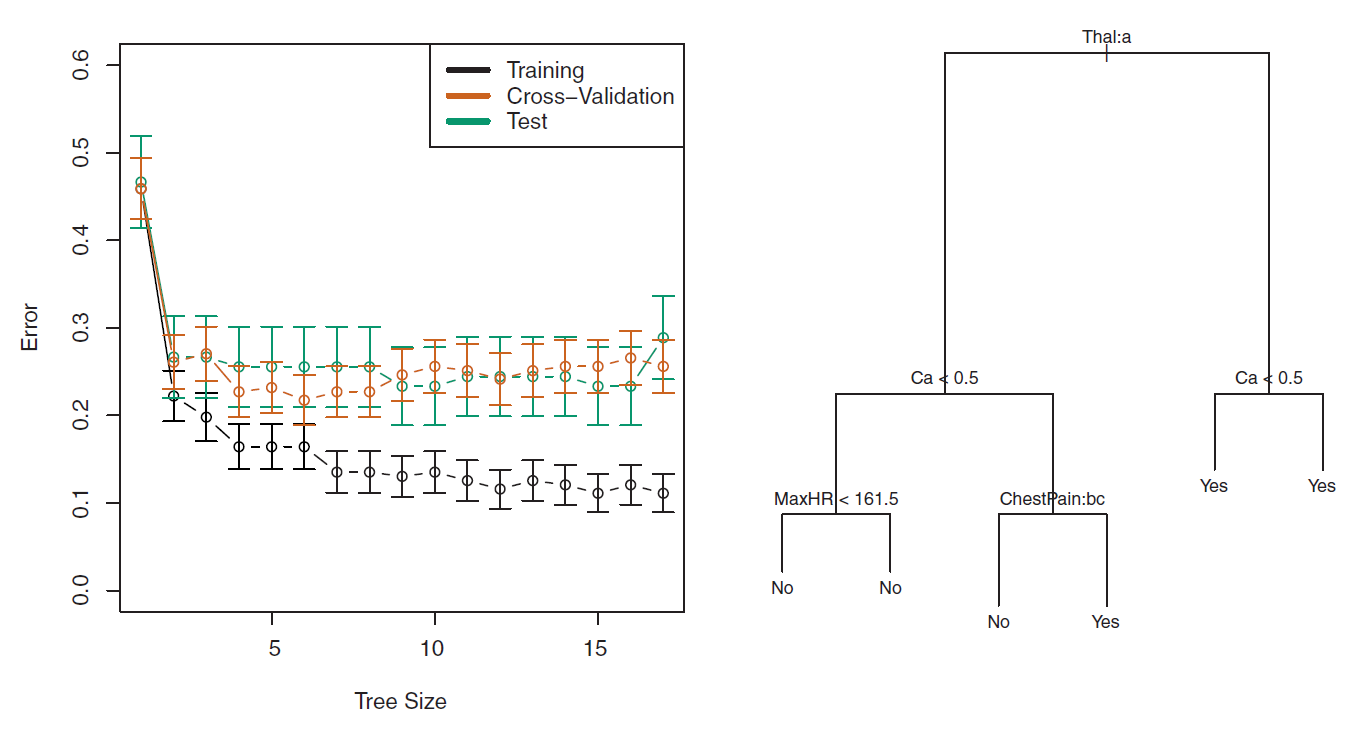 Training
Cross−Validation
Test
0.6
0.5
0.4
0.3
0.2
0.1
0.0
Error
5
10
15
Tree Size
Thal:a
Ca < 0.5
Ca < 0.5
MaxHR < 161.5
ChestPain:bc
Yes
Yes
No
No
No
Yes